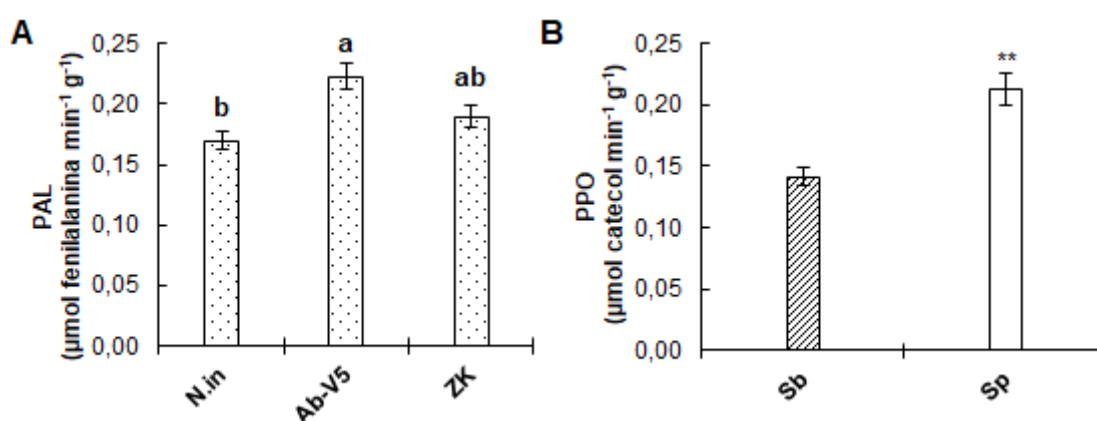 A
PAL
(µmol fenilalanina min⁻¹ g⁻¹)
0,25
0,20
0,15
0,10
0,05
0,00
b
a
ab
N.in
Ab-V5
ZK
B
PPO
(µmol catecol min⁻¹ g⁻¹)
0,25
0,20
0,15
0,10
0,05
0,00
**
Sb
Sp